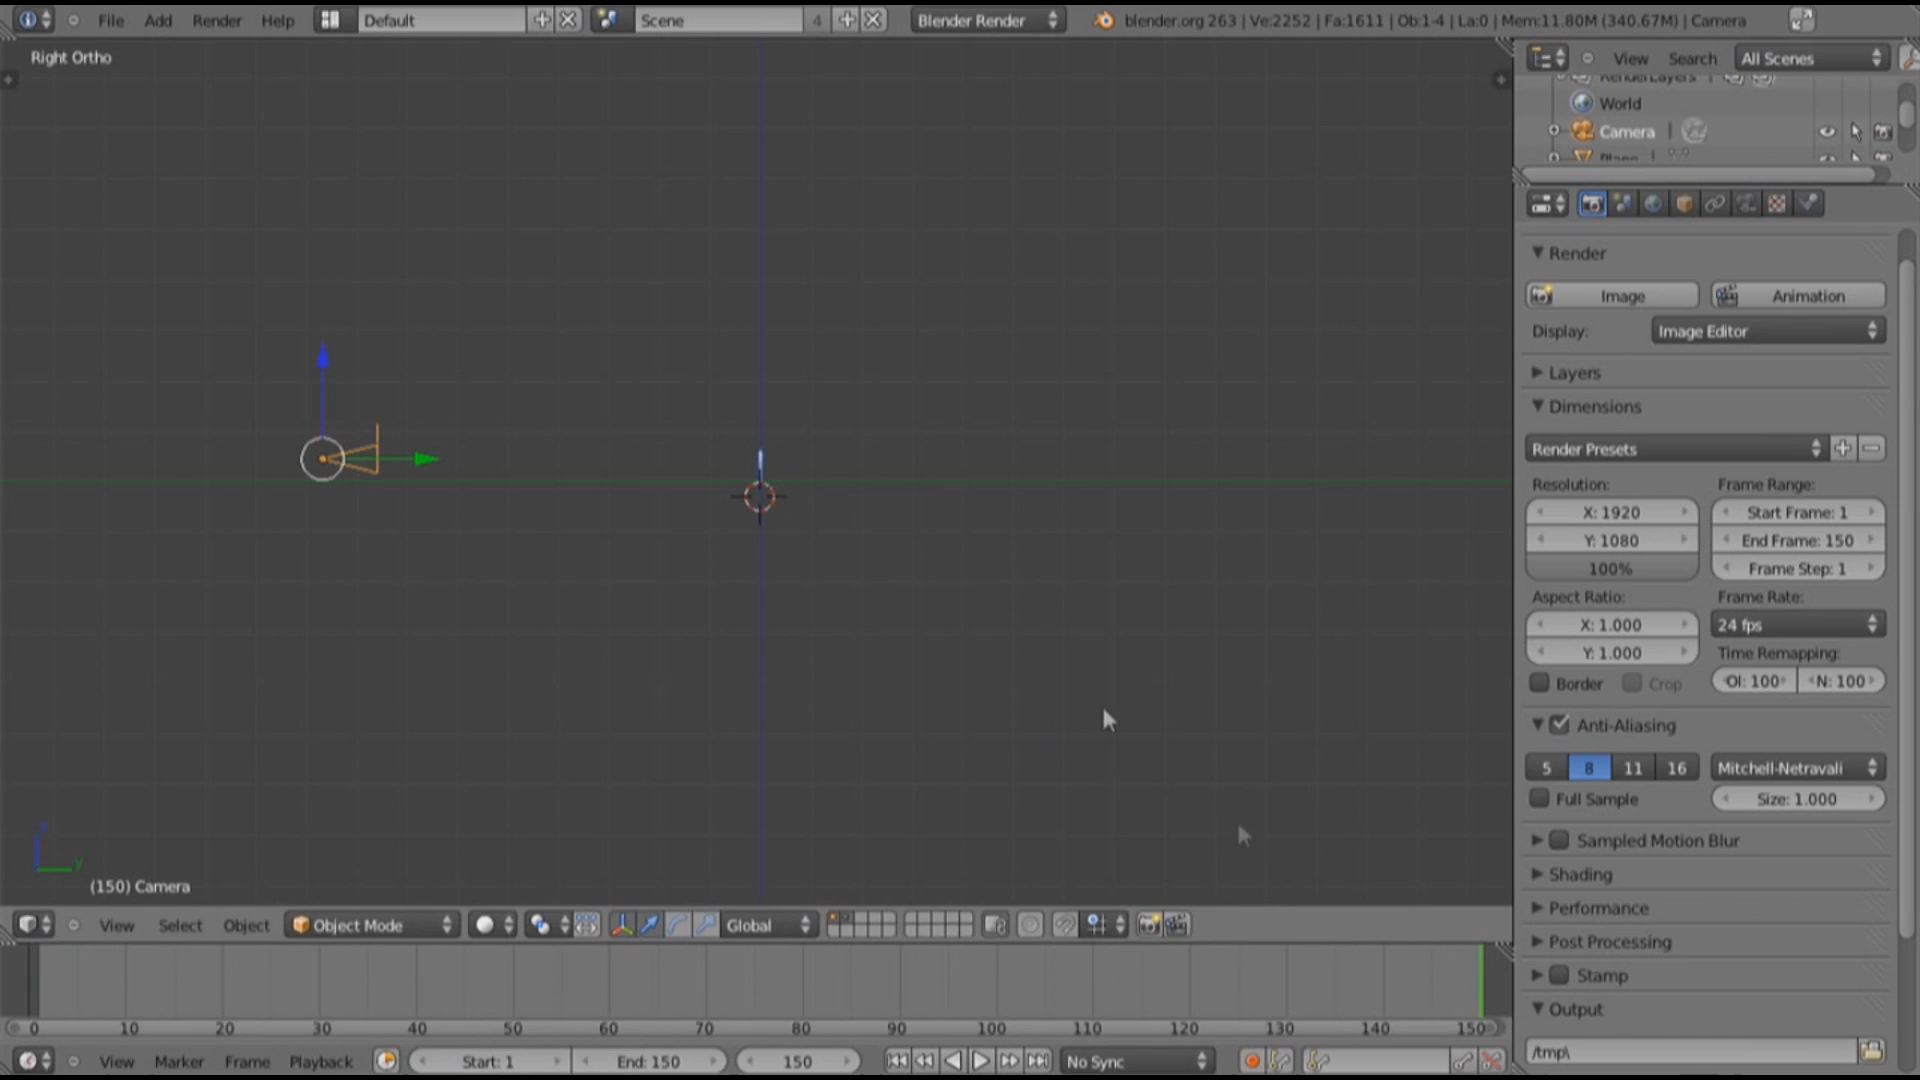 File Add Render Help Default Scene 4 Blender Render blender.org 263 | Ve:2252 | Fa:1611 | Ob:1-4 | La:0 | Mem:11.80M (340.67M) | Camera
Right Ortho
View Search All Scenes
RenderLayers
World
Camera
Plane
Render
Image Animation
Display: Image Editor
Layers
Dimensions
Render Presets
Resolution: Frame Range:
X: 1920 Start Frame: 1
Y: 1080 End Frame: 150
100% Frame Step: 1
Aspect Ratio: Frame Rate:
X: 1.000 24 fps
Y: 1.000 Time Remapping:
Border Crop Ol: 100 N: 100
Anti-Aliasing
5 8 11 16 Mitchell-Netravali
Full Sample Size: 1.000
Sampled Motion Blur
Shading
Performance
Post Processing
Stamp
Output
/tmp\
z
y
(150) Camera
View Select Object Object Mode Global
0 10 20 30 40 50 60 70 80 90 100 110 120 130 140 150
View Marker Frame Playback Start: 1 End: 150 150 No Sync